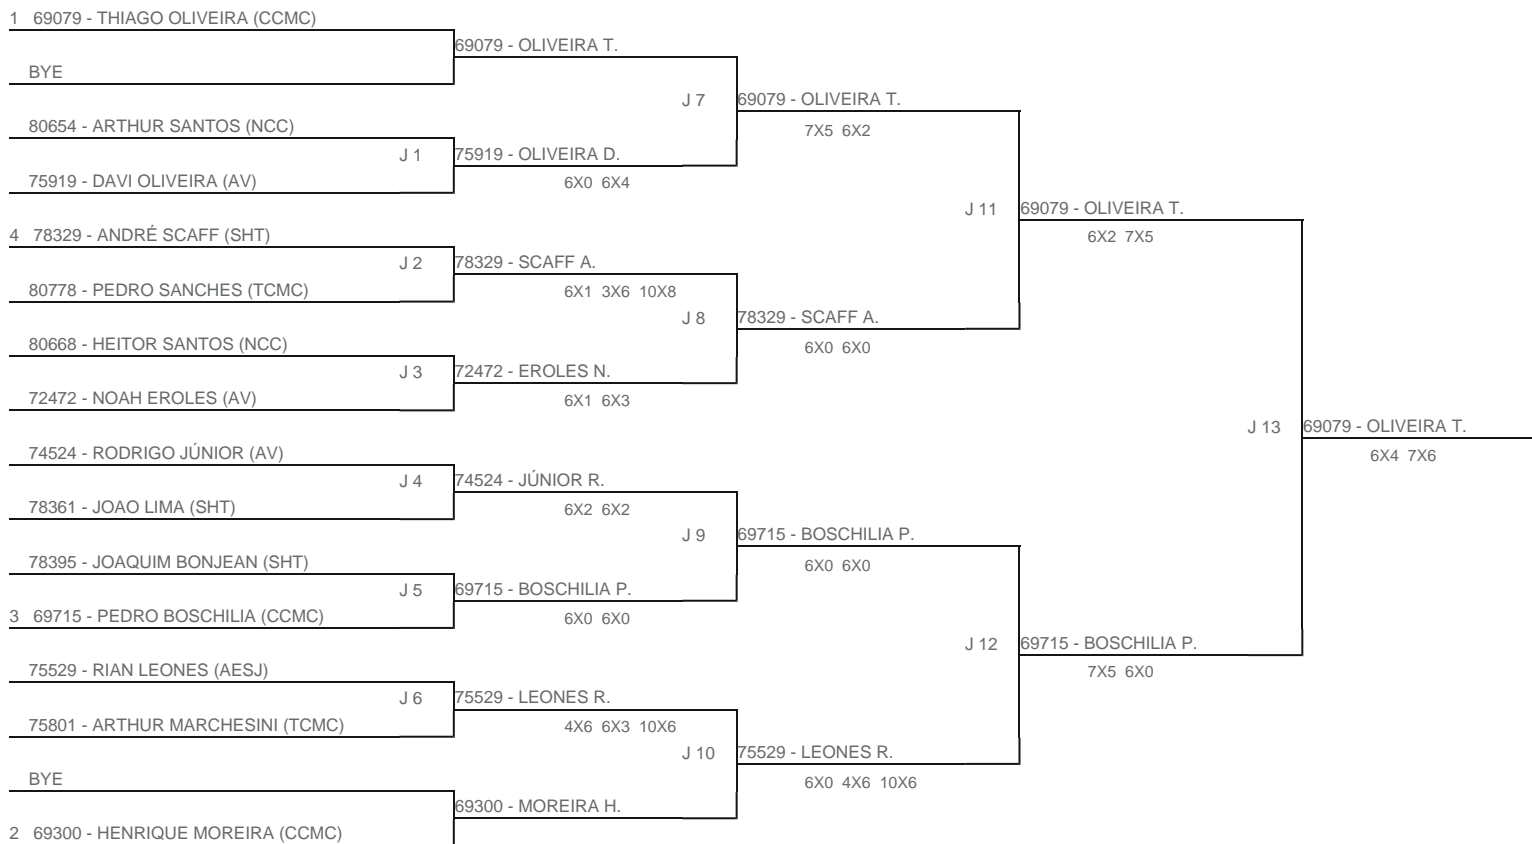 1 69079 - THIAGO OLIVEIRA (CCMC)
69079 - OLIVEIRA T.
BYE
J 7
69079 - OLIVEIRA T.
7X5 6X2
80654 - ARTHUR SANTOS (NCC)
J 1
75919 - OLIVEIRA D.
75919 - DAVI OLIVEIRA (AV)
6X0 6X4
J 11
69079 - OLIVEIRA T.
6X2 7X5
4 78329 - ANDRÉ SCAFF (SHT)
J 2
78329 - SCAFF A.
80778 - PEDRO SANCHES (TCMC)
6X1 3X6 10X8
J 8
78329 - SCAFF A.
6X0 6X0
80668 - HEITOR SANTOS (NCC)
J 3
72472 - EROLES N.
72472 - NOAH EROLES (AV)
6X1 6X3
J 13
69079 - OLIVEIRA T.
6X4 7X6
74524 - RODRIGO JÚNIOR (AV)
J 4
74524 - JÚNIOR R.
78361 - JOAO LIMA (SHT)
6X2 6X2
J 9
69715 - BOSCHILIA P.
6X0 6X0
78395 - JOAQUIM BONJEAN (SHT)
J 5
69715 - BOSCHILIA P.
3 69715 - PEDRO BOSCHILIA (CCMC)
6X0 6X0
J 12
69715 - BOSCHILIA P.
7X5 6X0
75529 - RIAN LEONES (AESJ)
J 6
75529 - LEONES R.
75801 - ARTHUR MARCHESINI (TCMC)
4X6 6X3 10X6
J 10
75529 - LEONES R.
6X0 4X6 10X6
BYE
69300 - MOREIRA H.
2 69300 - HENRIQUE MOREIRA (CCMC)